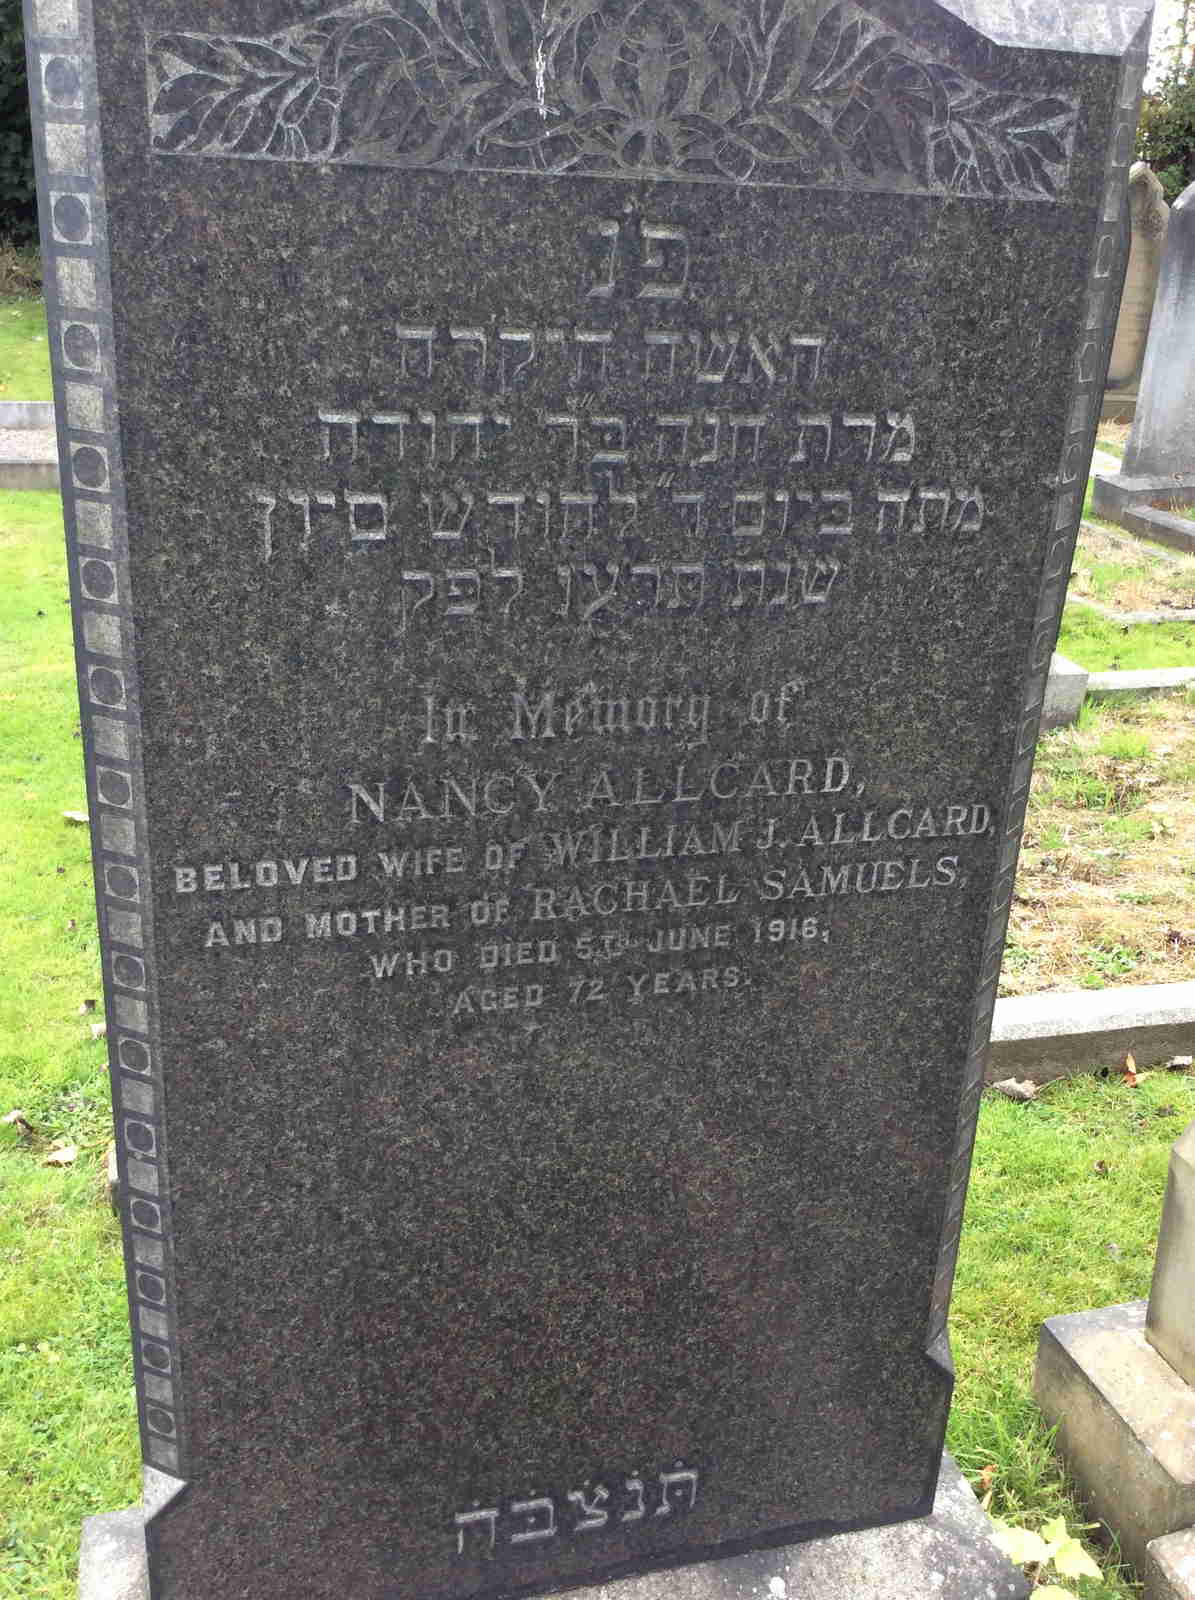 פנ
האשה היקרה
מרת חנה ב״ר יהודה
מתה ביום ד״ לחודש סיון
שנת תרעו לפק
In Memory of
NANCY ALLCARD,
BELOVED WIFE OF WILLIAM J. ALLCARD,
AND MOTHER OF RACHAEL SAMUELS,
WHO DIED 5TH JUNE 1916,
AGED 72 YEARS.
תנצבה